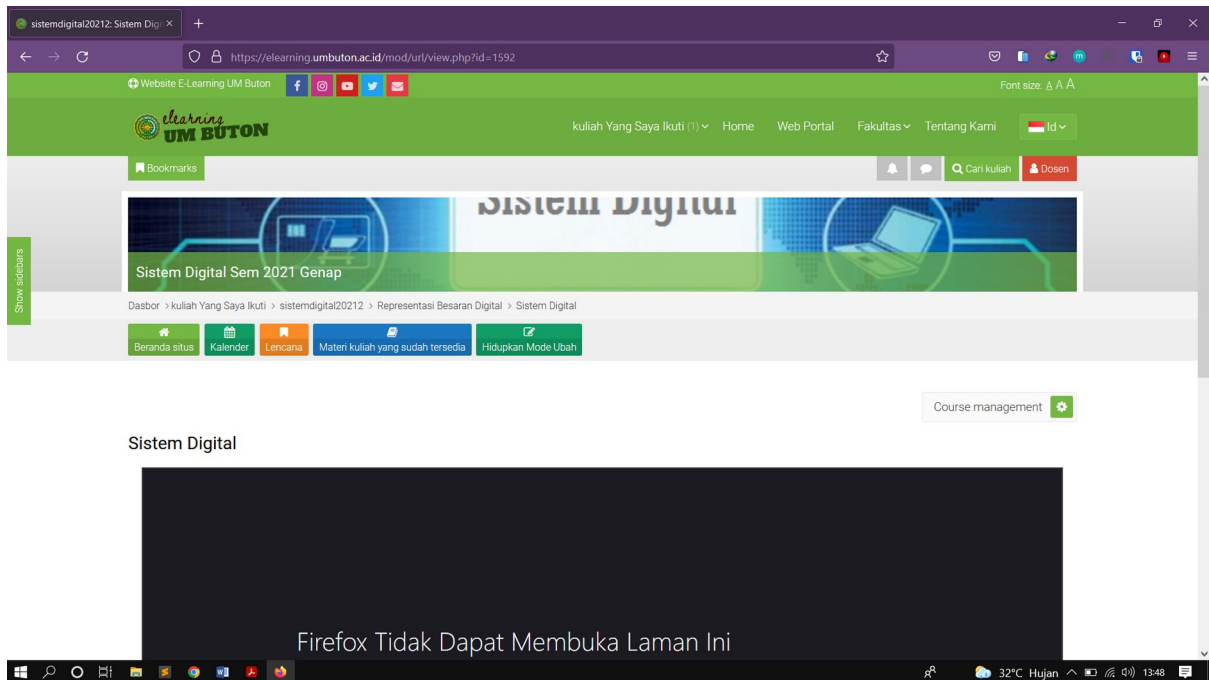 sistemdigital20212: Sistem Digi
https://elearning.umbuton.ac.id/mod/url/view.php?id=1592
Website E-Learning UM Buton
Font size: A A A
elearning
UM BUTON
kuliah Yang Saya Ikuti (1) Home Web Portal Fakultas Tentang Kami Id
Bookmarks
Cari kuliah Dosen
Sistem Digital
Sistem Digital Sem 2021 Genap
Show sidebars
Dasbor > kuliah Yang Saya Ikuti > sistemdigital20212 > Representasi Besaran Digital > Sistem Digital
Beranda situs Kalender Lencana Materi kuliah yang sudah tersedia Hidupkan Mode Ubah
Course management
Sistem Digital
Firefox Tidak Dapat Membuka Laman Ini
32°C Hujan 13:48